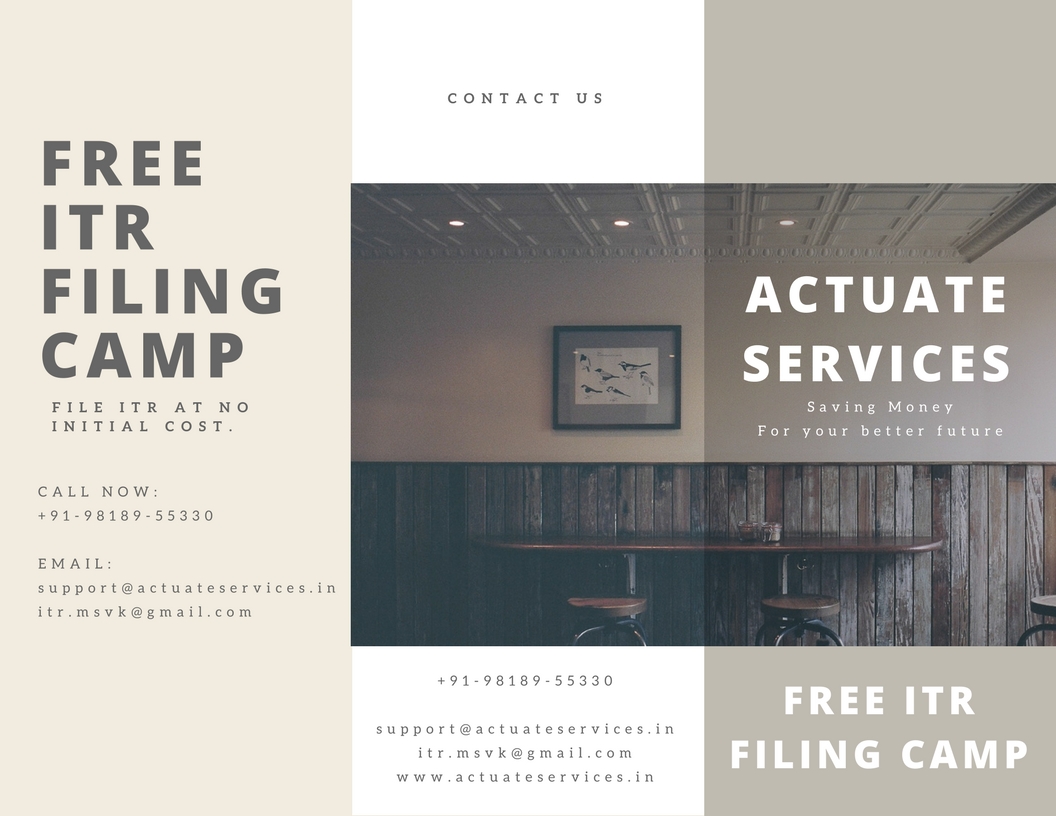 FREE
ITR
FILING
CAMP
FILE ITR AT NO
INITIAL COST.
CALL NOW:
+91-98189-55330
EMAIL:
support@actuateservices.in
itr.msvk@gmail.com
CONTACT US
+91-98189-55330
support@actuateservices.in
itr.msvk@gmail.com
www.actuateservices.in
ACTUATE
SERVICES
Saving Money
For your better future
FREE ITR
FILING CAMP